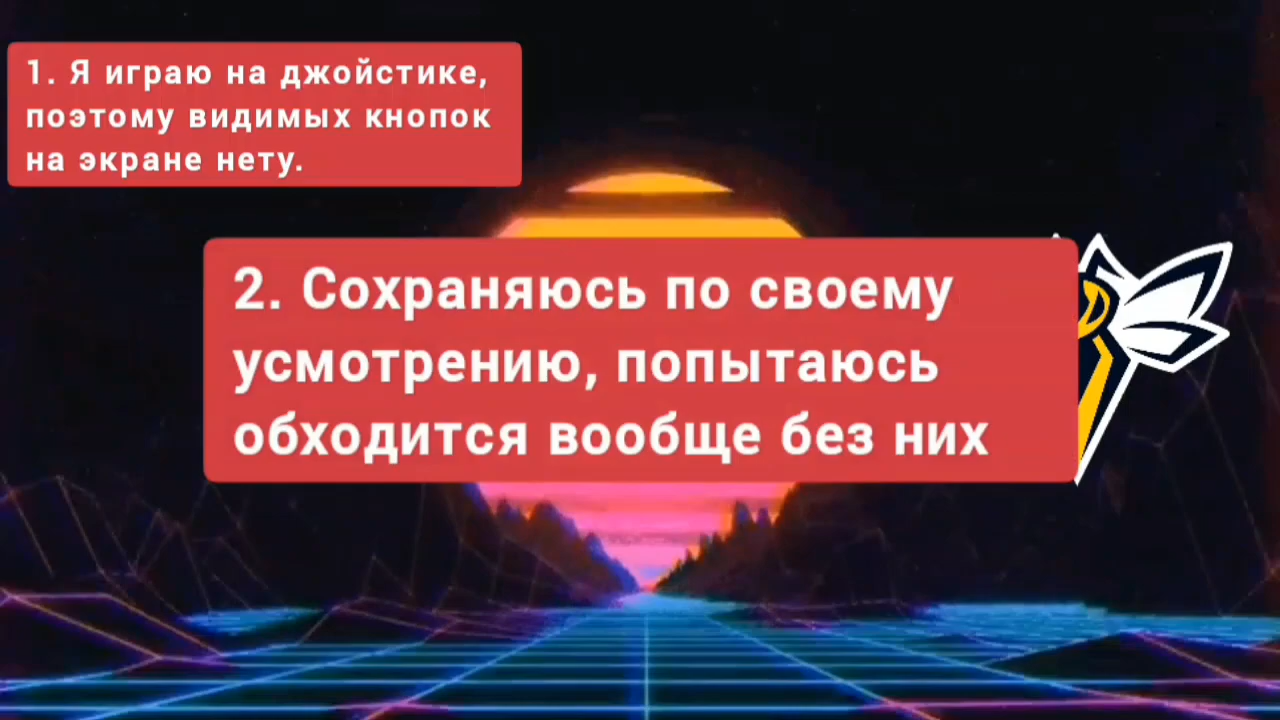 1. Я играю на джойстике,
поэтому видимых кнопок
на экране нету.
2. Сохраняюсь по своему
усмотрению, попытаюсь
обходится вообще без них